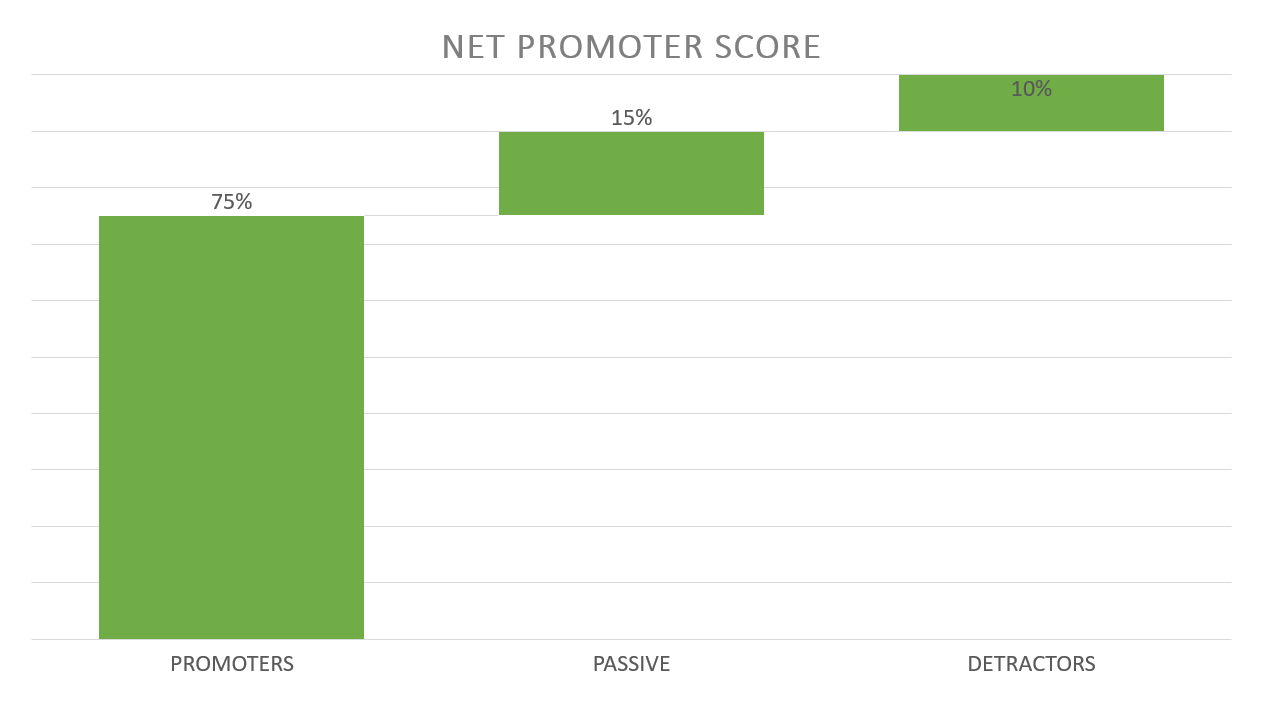 NET PROMOTER SCORE
10%
15%
75%
PROMOTERS PASSIVE DETRACTORS